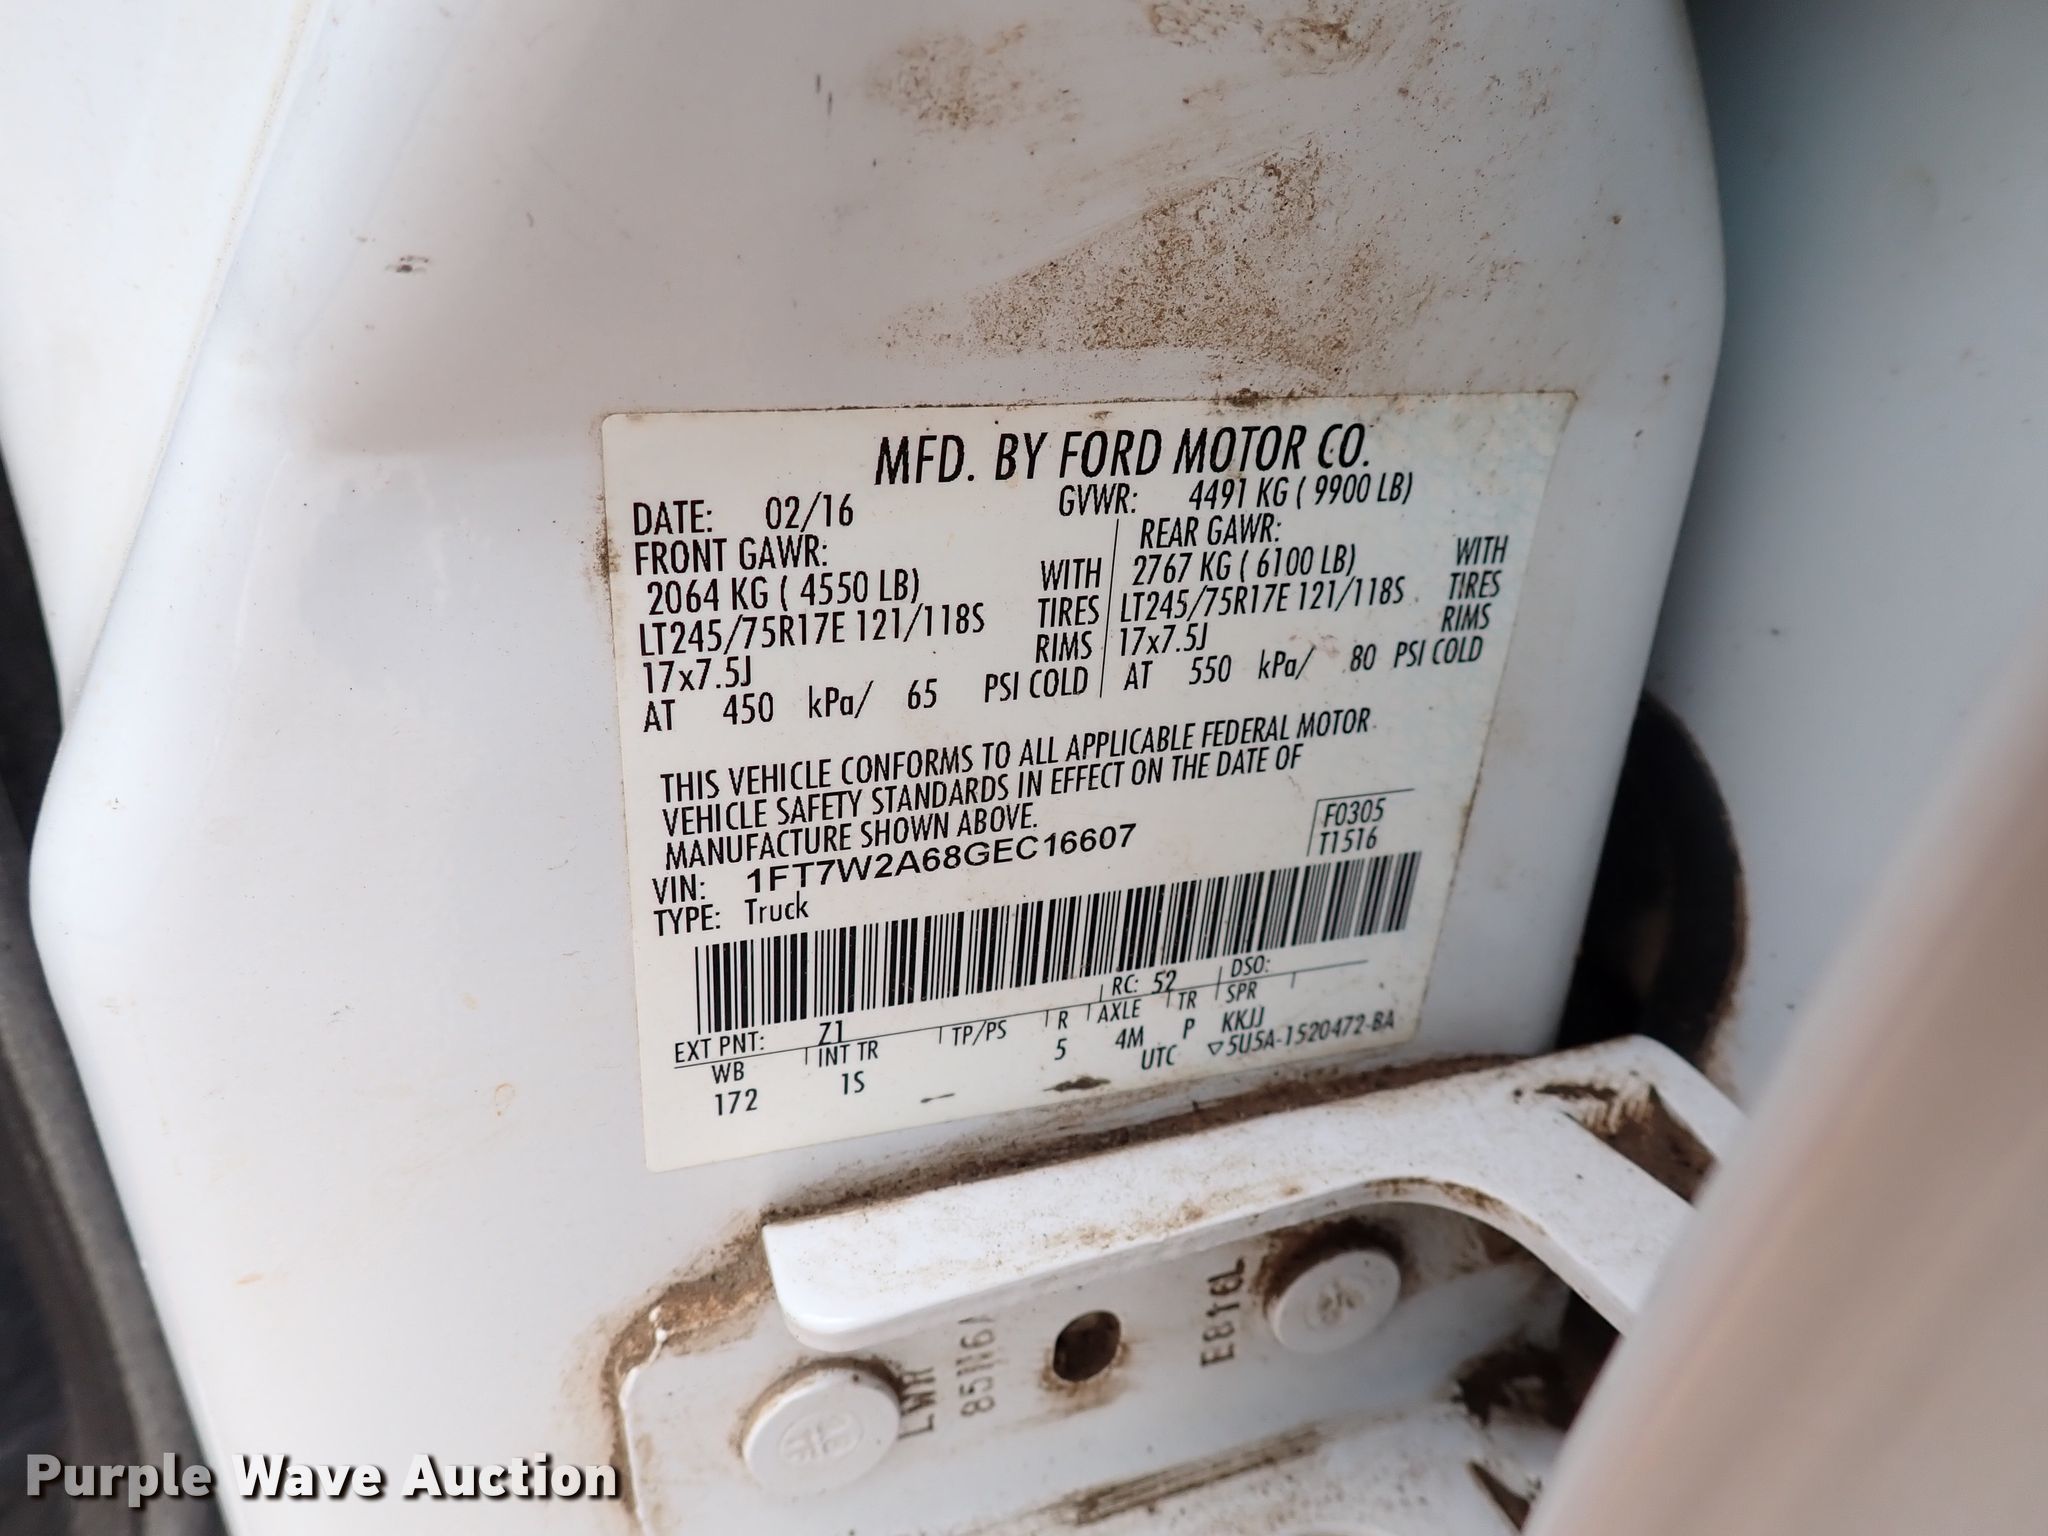 MFD. BY FORD MOTOR CO.
DATE: 02/16 GVWR: 4491 KG ( 9900 LB)
FRONT GAWR: REAR GAWR:
2064 KG ( 4550 LB) WITH 2767 KG ( 6100 LB) WITH
LT245/75R17E 121/118S TIRES LT245/75R17E 121/118S TIRES
17x7.5J RIMS 17x7.5J RIMS
AT 450 kPa/ 65 PSI COLD AT 550 kPa/ 80 PSI COLD
THIS VEHICLE CONFORMS TO ALL APPLICABLE FEDERAL MOTOR
VEHICLE SAFETY STANDARDS IN EFFECT ON THE DATE OF
MANUFACTURE SHOWN ABOVE.
F0305
T1516
VIN: 1FT7W2A68GEC16607
TYPE: Truck
EXT PNT: Z1 RC: 52 DSO:
WB INT TR TP/PS R AXLE TR SPR
172 1S 5 4M P KKJJ
UTC ▽5U5A-1520472-BA
LWR
E816L
Purple Wave Auction